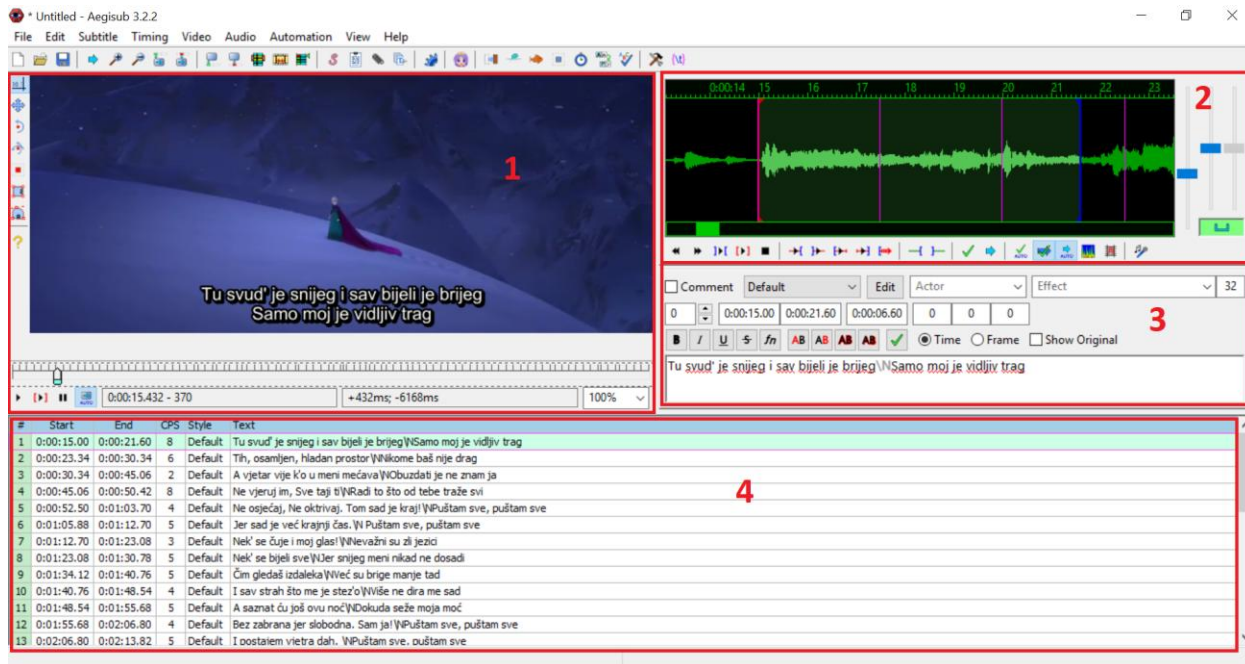 * Untitled - Aegisub 3.2.2
File Edit Subtitle Timing Video Audio Automation View Help
1
Tu svud' je snijeg i sav bijeli je brijeg
Samo moj je vidljiv trag
0:00:15.432 - 370
+432ms; -6168ms
100%
0:00:14 15 16 17 18 19 20 21 22 23
2
Comment Default Edit Actor Effect 32
0 0:00:15.00 0:00:21.60 0:00:06.60 0 0 0
3
B I U S fn AB AB AB AB Time Frame Show Original
Tu svud' je snijeg i sav bijeli je brijeg\NSamo moj je vidljiv trag
# Start End CPS Style Text
1 0:00:15.00 0:00:21.60 8 Default Tu svud' je snijeg i sav bijeli je brijeg\NSamo moj je vidljiv trag
2 0:00:23.34 0:00:30.34 6 Default Tih, osamljen, hladan prostor\NNikome baš nije drag
3 0:00:30.34 0:00:45.06 2 Default A vjetar vije k'o u meni mećava\NObuzdati je ne znam ja
4 0:00:45.06 0:00:50.42 8 Default Ne vjeruj im, Sve taji ti\NRadi to što od tebe traže svi
4
5 0:00:52.50 0:01:03.70 4 Default Ne osjećaj, Ne oktrivaj. Tom sad je kraj! \NPuštam sve, puštam sve
6 0:01:05.88 0:01:12.70 5 Default Jer sad je već krajnji čas. \N Puštam sve, puštam sve
7 0:01:12.70 0:01:23.08 3 Default Nek' se čuje i moj glas! \NNevažni su zli jezici
8 0:01:23.08 0:01:30.78 5 Default Nek' se bijeli sve\NJer snijeg meni nikad ne dosadi
9 0:01:34.12 0:01:40.76 5 Default Čim gledaš izdaleka\NVeć su brige manje tad
10 0:01:40.76 0:01:48.54 4 Default I sav strah što me je stez'o\NViše ne dira me sad
11 0:01:48.54 0:01:55.68 5 Default A saznat ću još ovu noć\NDokuda seže moja moć
12 0:01:55.68 0:02:06.80 4 Default Bez zabrana jer slobodna. Sam ja! \NPuštam sve, puštam sve
13 0:02:06.80 0:02:13.82 5 Default I postajem vjetra dah. \NPuštam sve, puštam sve